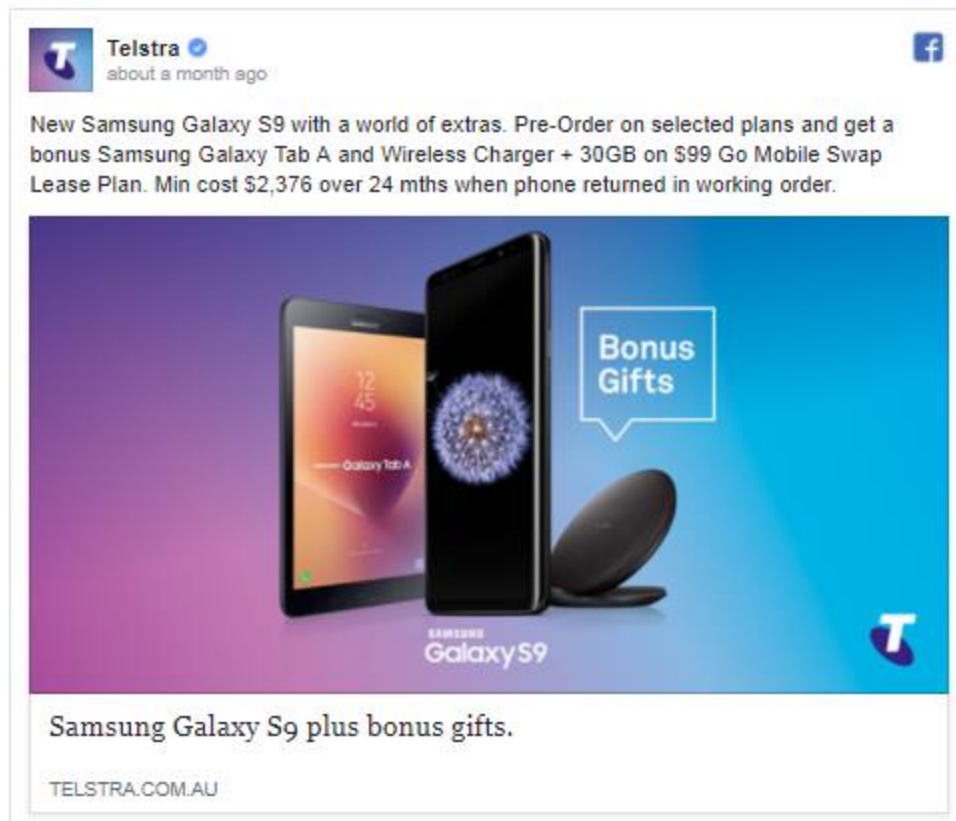 Telstra
about a month ago
New Samsung Galaxy S9 with a world of extras. Pre-Order on selected plans and get a
bonus Samsung Galaxy Tab A and Wireless Charger + 30GB on $99 Go Mobile Swap
Lease Plan. Min cost $2,376 over 24 mths when phone returned in working order.
12
45
Galaxy Tab A
Bonus
Gifts
SAMSUNG
Galaxy S9
T
Samsung Galaxy S9 plus bonus gifts.
TELSTRA.COM.AU